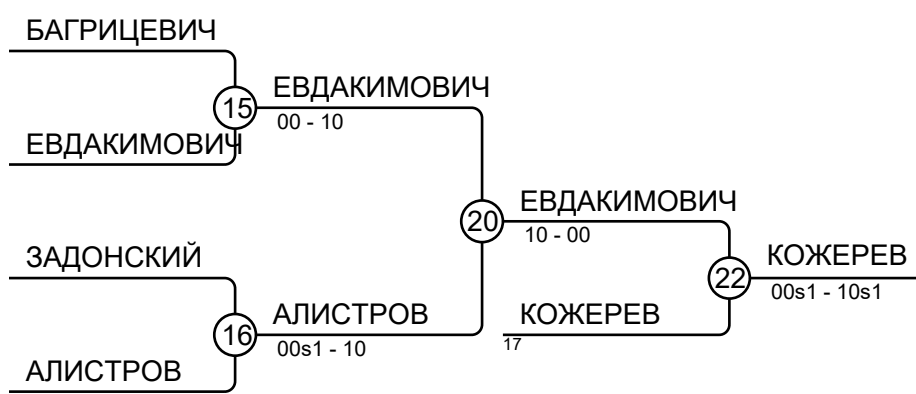 БАГРИЦЕВИЧ
15
ЕВДАКИМОВИЧ
00 - 10
ЕВДАКИМОВИЧ
20
ЕВДАКИМОВИЧ
10 - 00
ЗАДОНСКИЙ
22
КОЖЕРЕВ
00s1 - 10s1
16
АЛИСТРОВ
00s1 - 10
КОЖЕРЕВ
17
АЛИСТРОВ